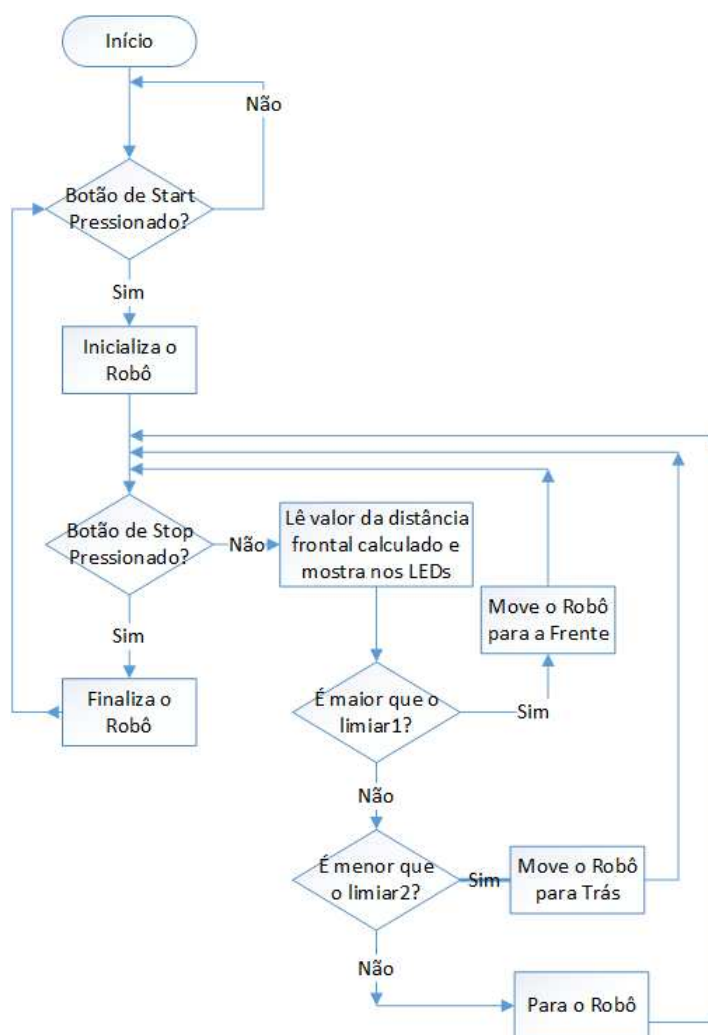 Início
Não
Botão de Start
Pressionado?
Sim
Inicializa o
Robô
Botão de Stop
Pressionado?
Não
Lê valor da distância
frontal calculado e
mostra nos LEDs
Move o Robô
para a Frente
Sim
Finaliza o
Robô
É maior que o
limiar1?
Sim
Não
É menor que
o limiar2?
Sim
Move o Robô
para Trás
Não
Para o Robô